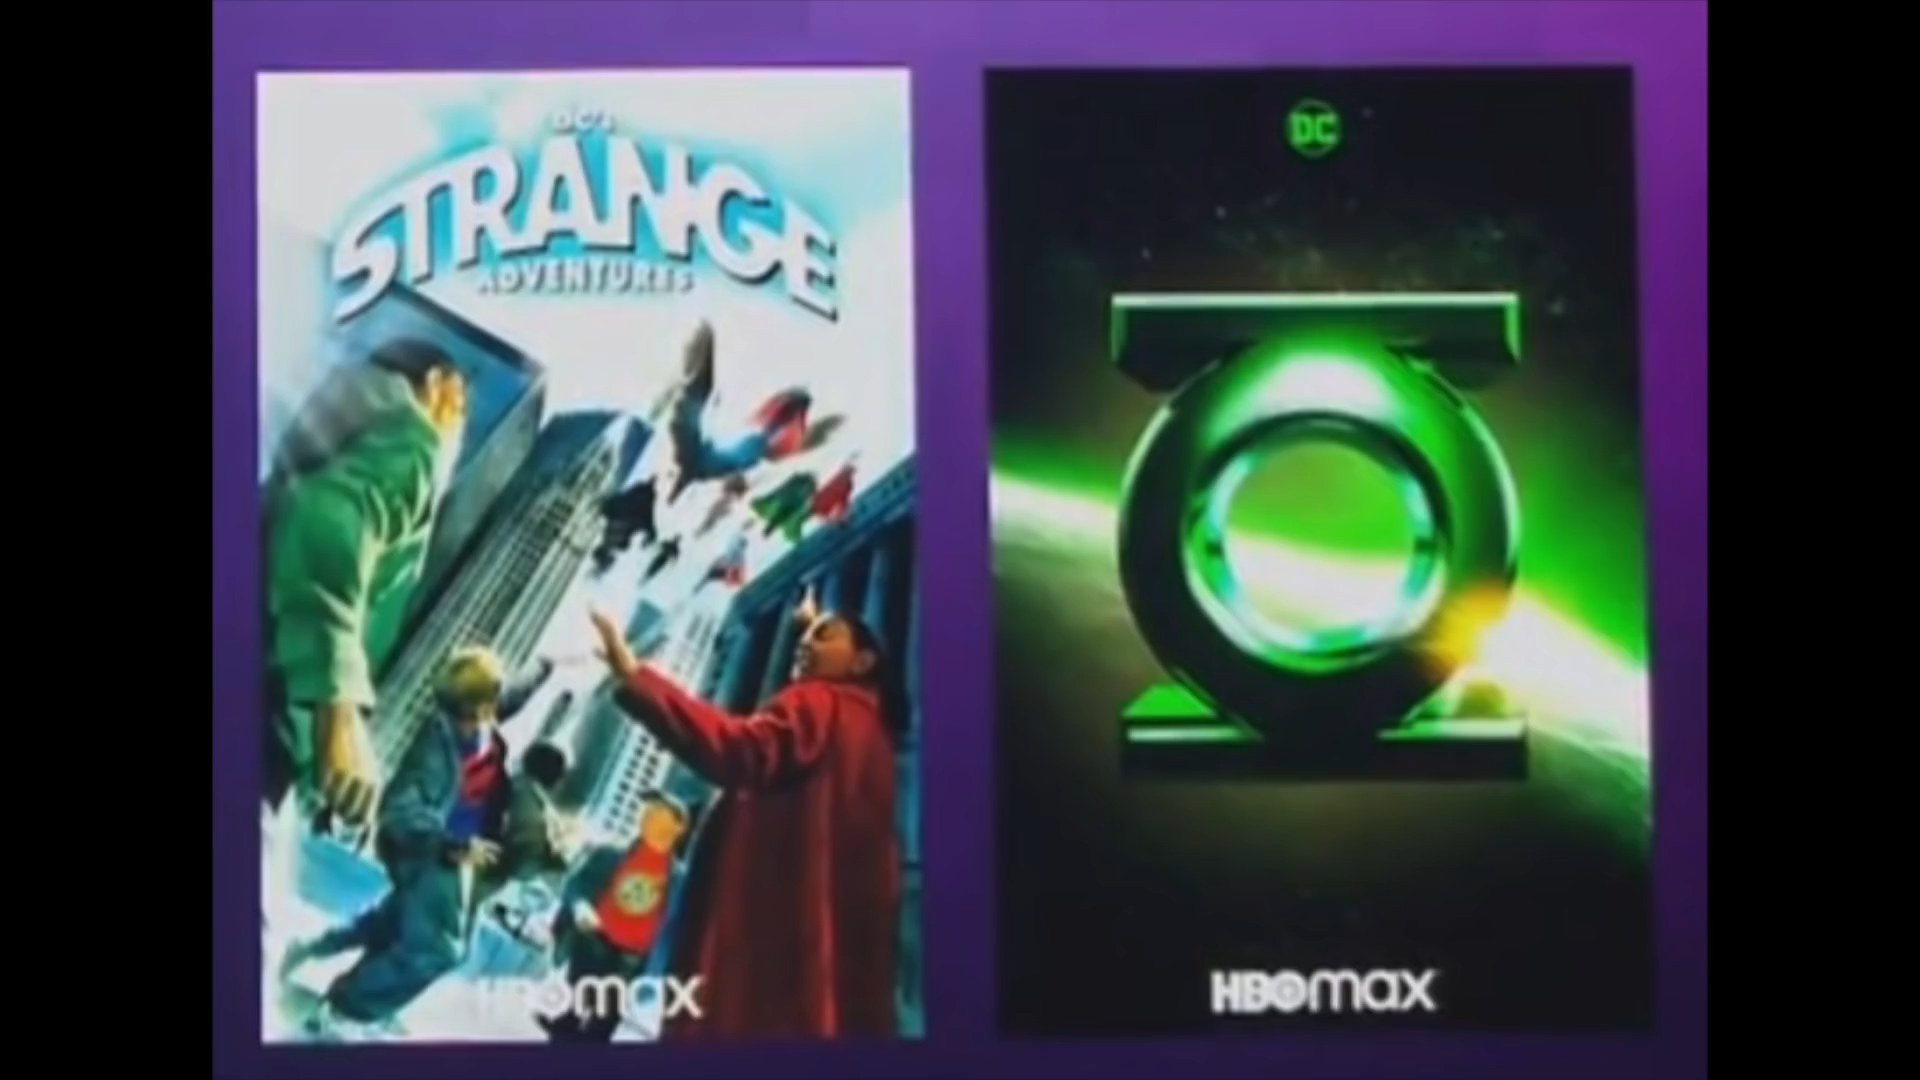 DC's
STRANGE
ADVENTURES
HBOmax
DC
HBOmax